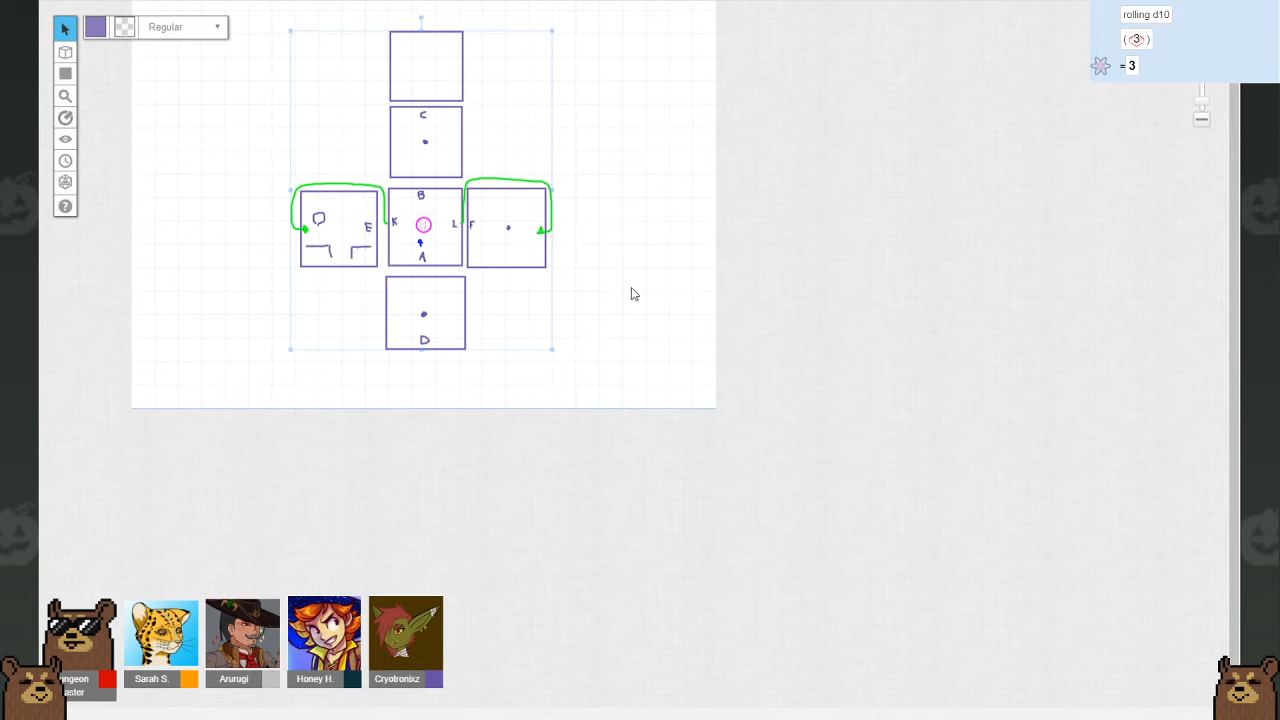 Regular
rolling d10
(3)
=3
C
B
E
K
L
F
A
D
Sarah S.
Arurugi
Honey H.
Cryotronixz